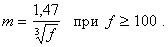 m = 1,47 / ∛f при f ≥ 100 .